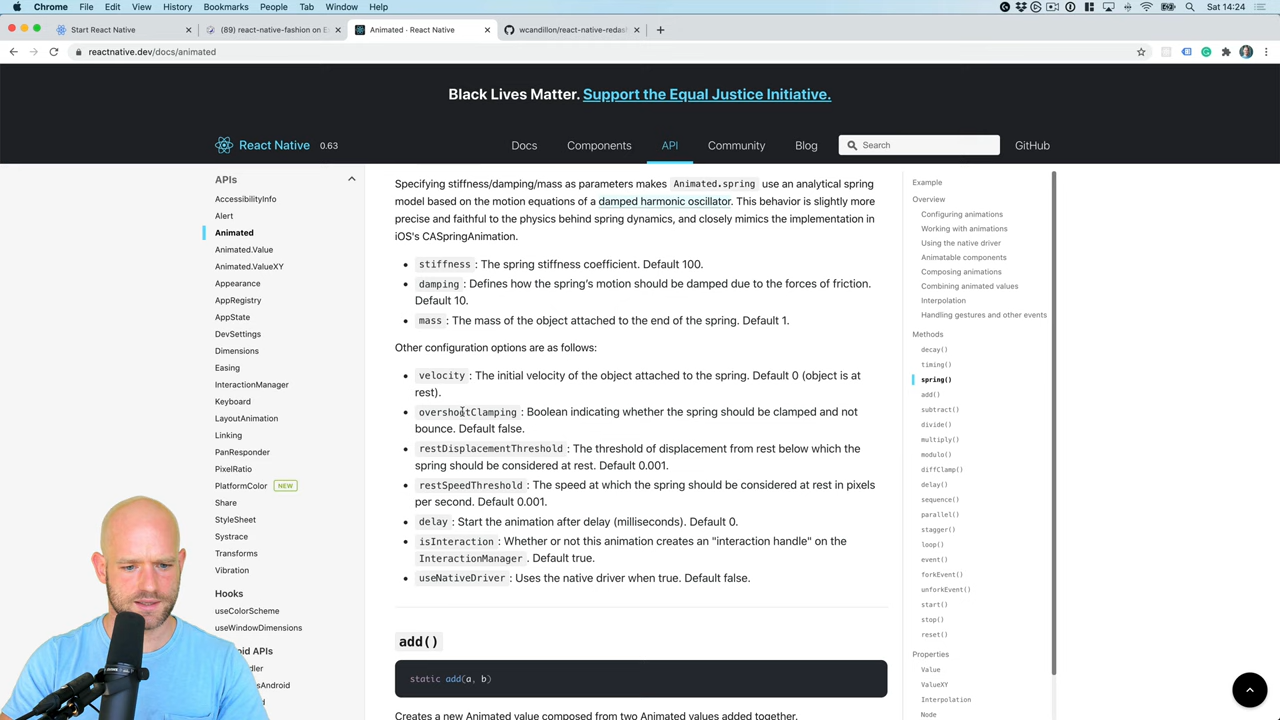 Chrome File Edit View History Bookmarks People Tab Window Help Sat 14:24
Start React Native × (89) react-native-fashion on E × Animated · React Native × wcandillon/react-native-redash × +
reactnative.dev/docs/animated
Black Lives Matter. Support the Equal Justice Initiative.
React Native 0.63 Docs Components API Community Blog Search GitHub
APIs
AccessibilityInfo
Alert
Animated
Animated.Value
Animated.ValueXY
Appearance
AppRegistry
AppState
DevSettings
Dimensions
Easing
InteractionManager
Keyboard
LayoutAnimation
Linking
PanResponder
PixelRatio
PlatformColor NEW
Share
StyleSheet
Systrace
Transforms
Vibration
Hooks
useColorScheme
useWindowDimensions
oid APIs
dler
sAndroid
Specifying stiffness/damping/mass as parameters makes Animated.spring use an analytical spring
model based on the motion equations of a damped harmonic oscillator. This behavior is slightly more
precise and faithful to the physics behind spring dynamics, and closely mimics the implementation in
iOS's CASpringAnimation.
• stiffness : The spring stiffness coefficient. Default 100.
• damping : Defines how the spring's motion should be damped due to the forces of friction.
Default 10.
• mass : The mass of the object attached to the end of the spring. Default 1.
Other configuration options are as follows:
• velocity : The initial velocity of the object attached to the spring. Default 0 (object is at
rest).
• overshootClamping : Boolean indicating whether the spring should be clamped and not
bounce. Default false.
• restDisplacementThreshold : The threshold of displacement from rest below which the
spring should be considered at rest. Default 0.001.
• restSpeedThreshold : The speed at which the spring should be considered at rest in pixels
per second. Default 0.001.
• delay : Start the animation after delay (milliseconds). Default 0.
• isInteraction : Whether or not this animation creates an "interaction handle" on the
InteractionManager . Default true.
• useNativeDriver : Uses the native driver when true. Default false.
add()
static add(a, b)
Creates a new Animated value composed from two Animated values added together.
Example
Overview
Configuring animations
Working with animations
Using the native driver
Animatable components
Composing animations
Combining animated values
Interpolation
Handling gestures and other events
Methods
decay()
timing()
spring()
add()
subtract()
divide()
multiply()
modulo()
diffClamp()
delay()
sequence()
parallel()
stagger()
loop()
event()
forkEvent()
unforkEvent()
start()
stop()
reset()
Properties
Value
ValueXY
Interpolation
Node